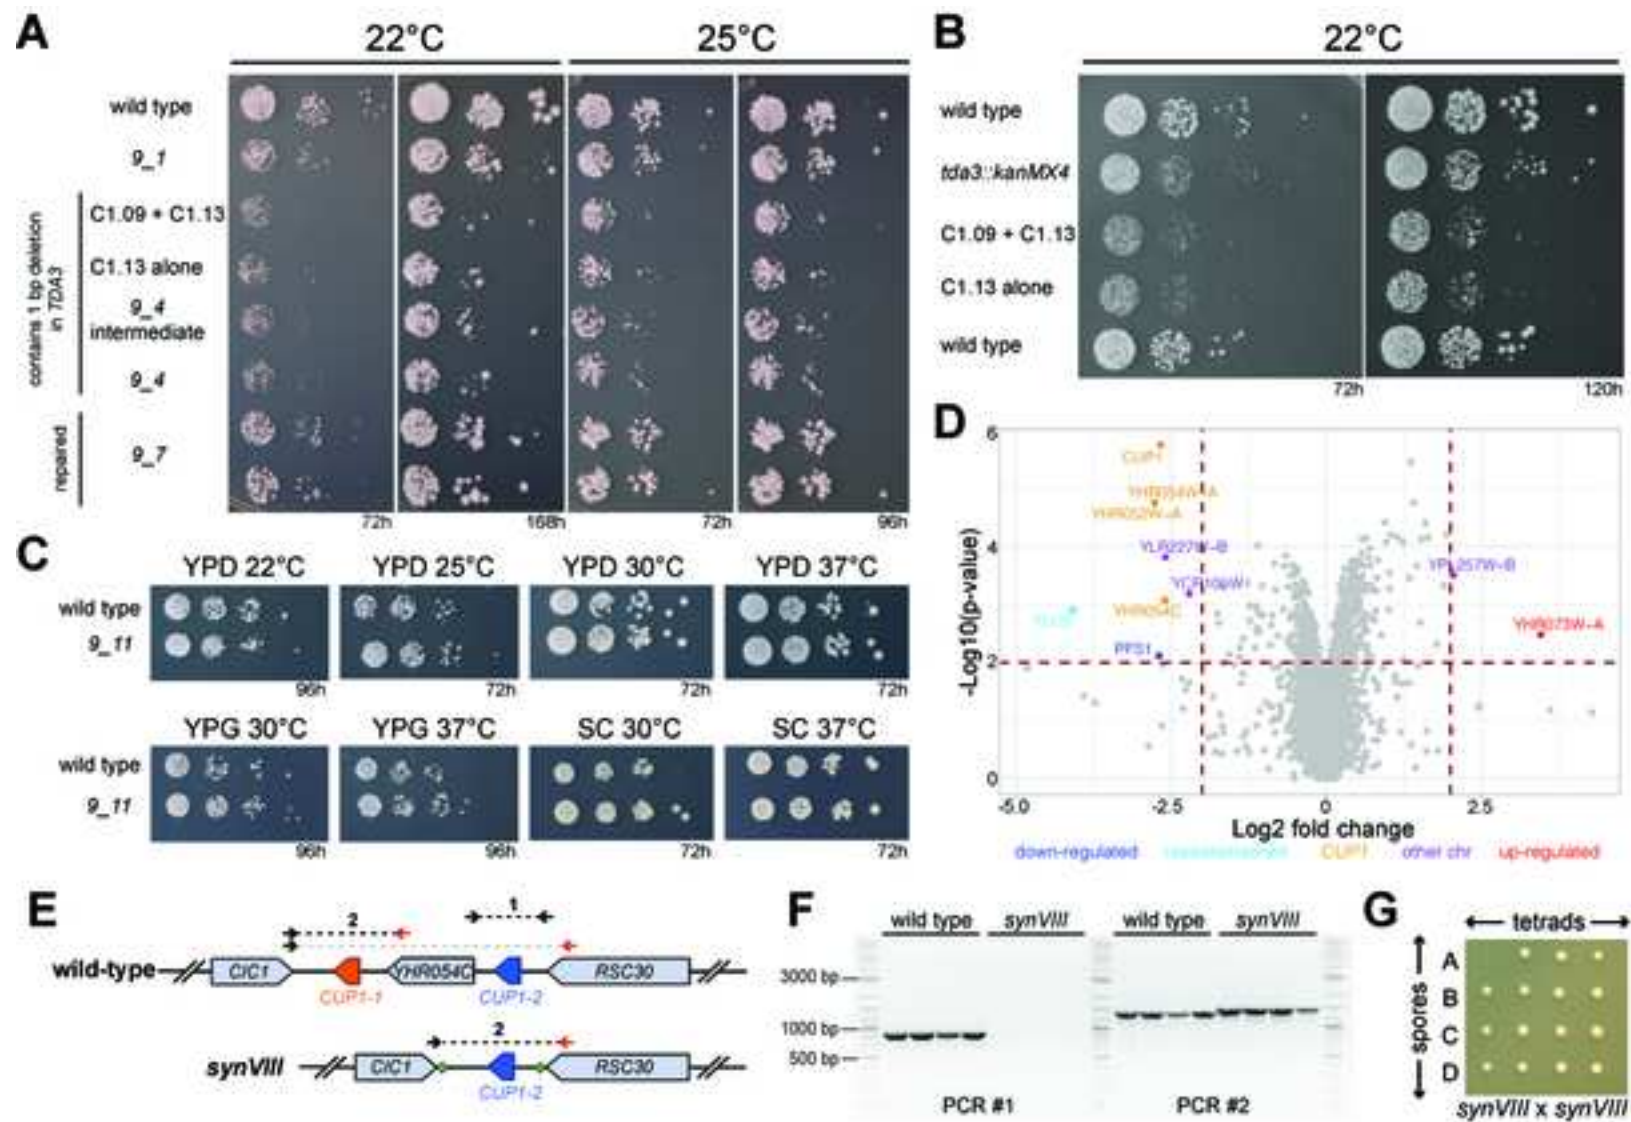 A
22°C
25°C
wild type
9_1
C1.09 + C1.13
C1.13 alone
9_4
intermediate
9_4
9_7
contains 1 bp deletion
in TDA3
repaired
72h
168h
72h
96h
B
22°C
wild type
tda3::kanMX4
C1.09 + C1.13
C1.13 alone
wild type
72h
120h
C
YPD 22°C
YPD 25°C
YPD 30°C
YPD 37°C
wild type
9_11
96h
72h
72h
72h
YPG 30°C
YPG 37°C
SC 30°C
SC 37°C
wild type
9_11
96h
96h
72h
72h
D
6
4
2
0
-Log10(p-value)
CUP1
YHR054W-A
YHR052W-A
YLR227W-B
YHR054C
PFS1
YPL257W-B
YHR073W-A
-5.0
-2.5
0
2.5
Log2 fold change
down-regulated
CUP1
other chr
up-regulated
E
2
1
wild-type
CIC1
YHR054C
RSC30
CUP1-1
CUP1-2
2
synVIII
CIC1
RSC30
CUP1-2
F
wild type
synVIII
wild type
synVIII
3000 bp
1000 bp
500 bp
PCR #1
PCR #2
G
tetrads
spores
A
B
C
D
synVIII x synVIII